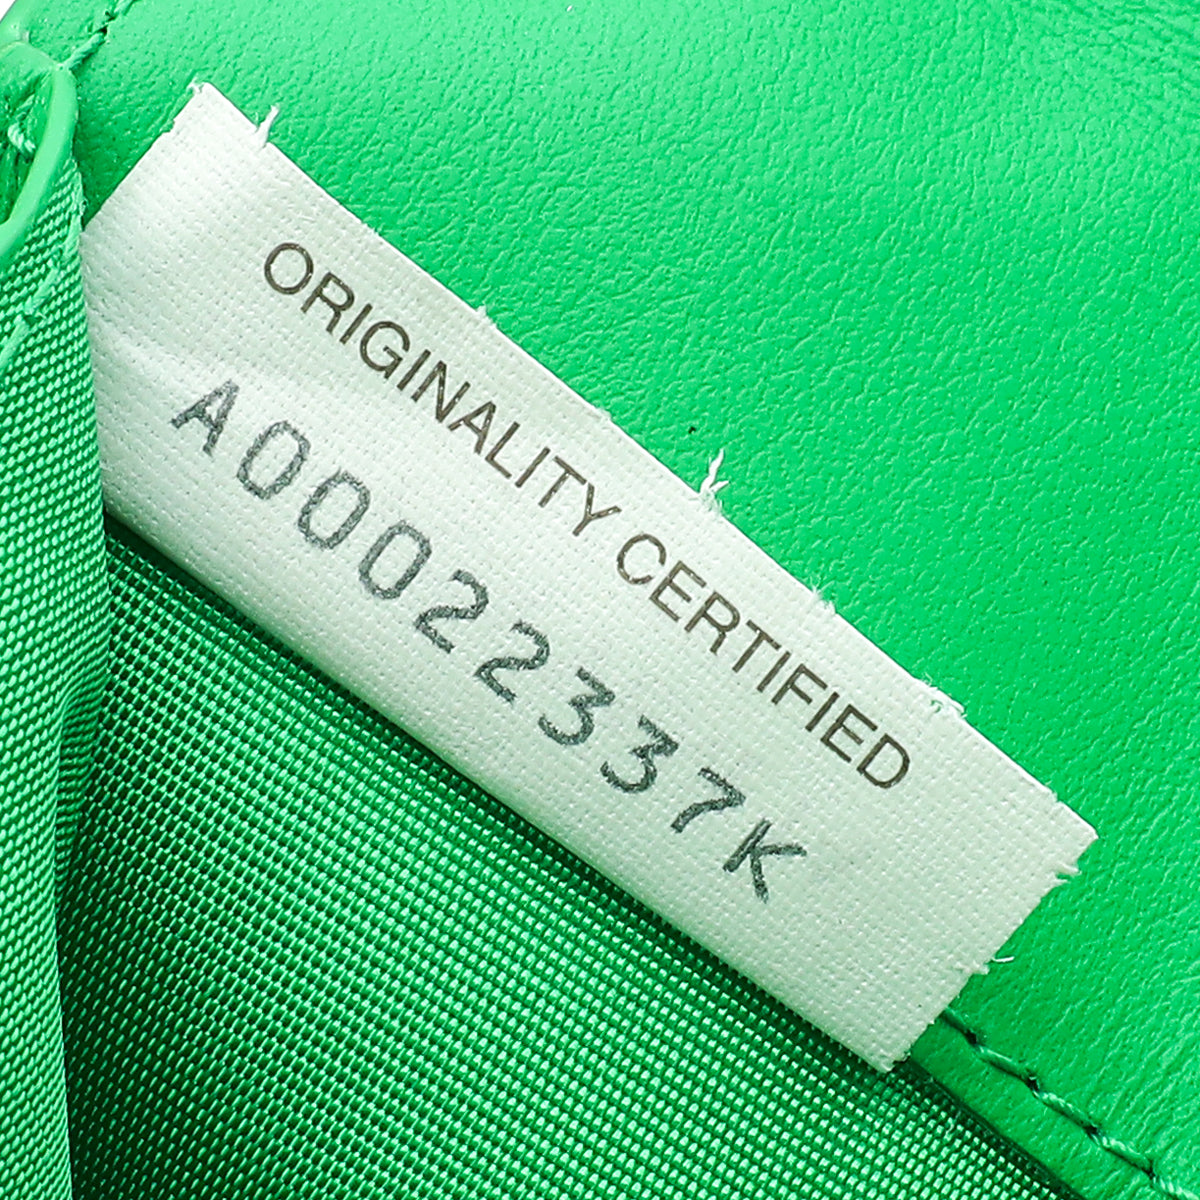 ORIGINALITY CERTIFIED
A00022337K